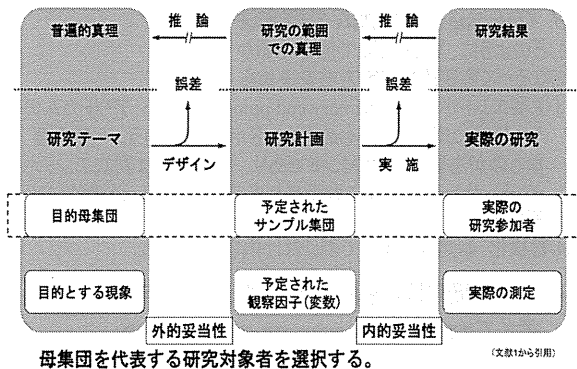 普遍的真理
推 論
研究の範囲
での真理
推 論
研究結果
誤差
誤差
研究テーマ
研究計画
実際の研究
デザイン
実 施
目的母集団
予定された
サンプル集団
実際の
研究参加者
目的とする現象
予定された
観察因子(変数)
実際の測定
外的妥当性
内的妥当性
母集団を代表する研究対象者を選択する。
(文献1から引用)